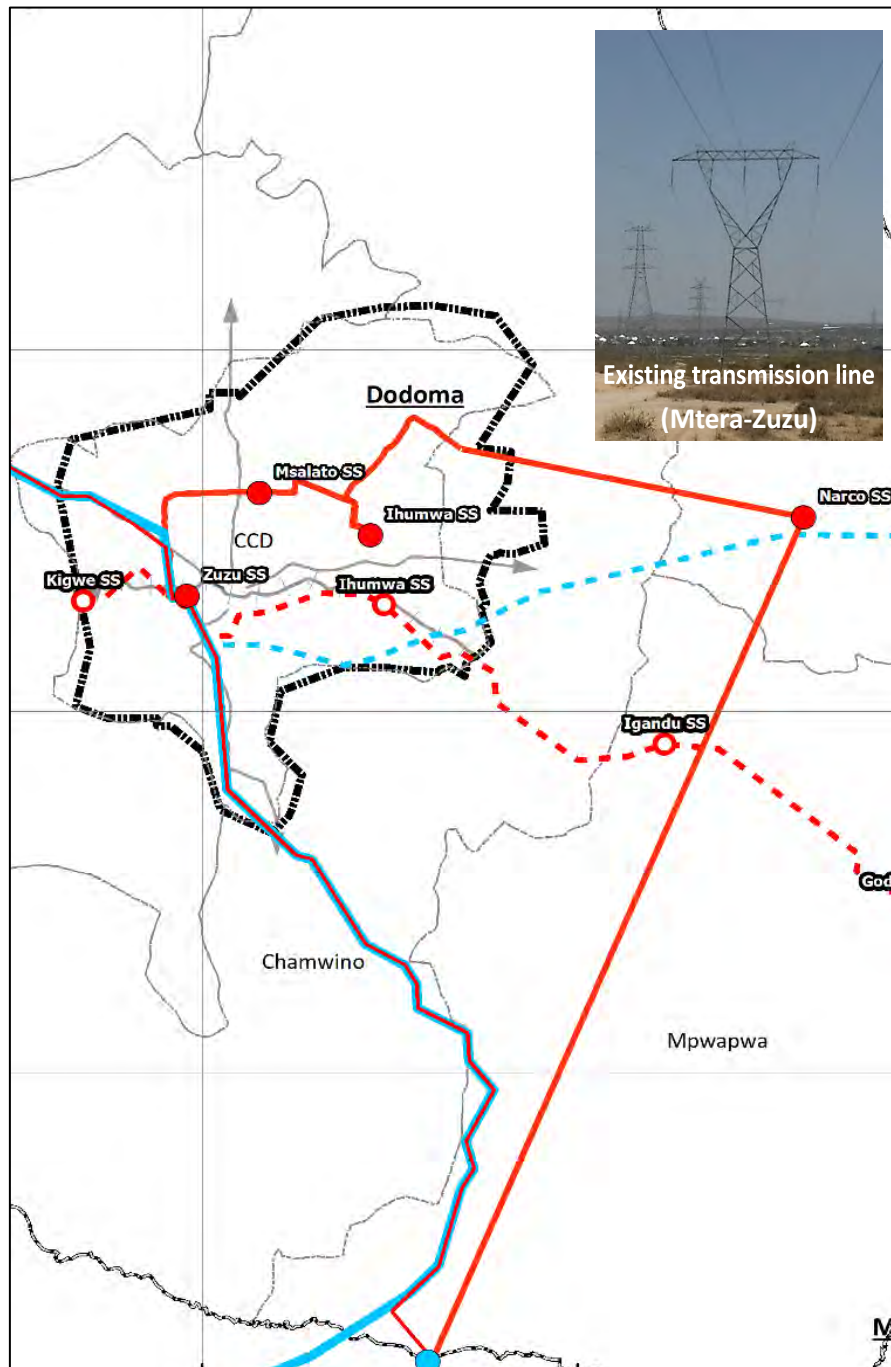 Existing transmission line
(Mtera-Zuzu)
Dodoma
Msalato SS
Narco SS
Ihumwa SS
CCD
Kigwe SS
Zuzu SS
Ihumwa SS
Igandu SS
God
Chamwino
Mpwapwa
M